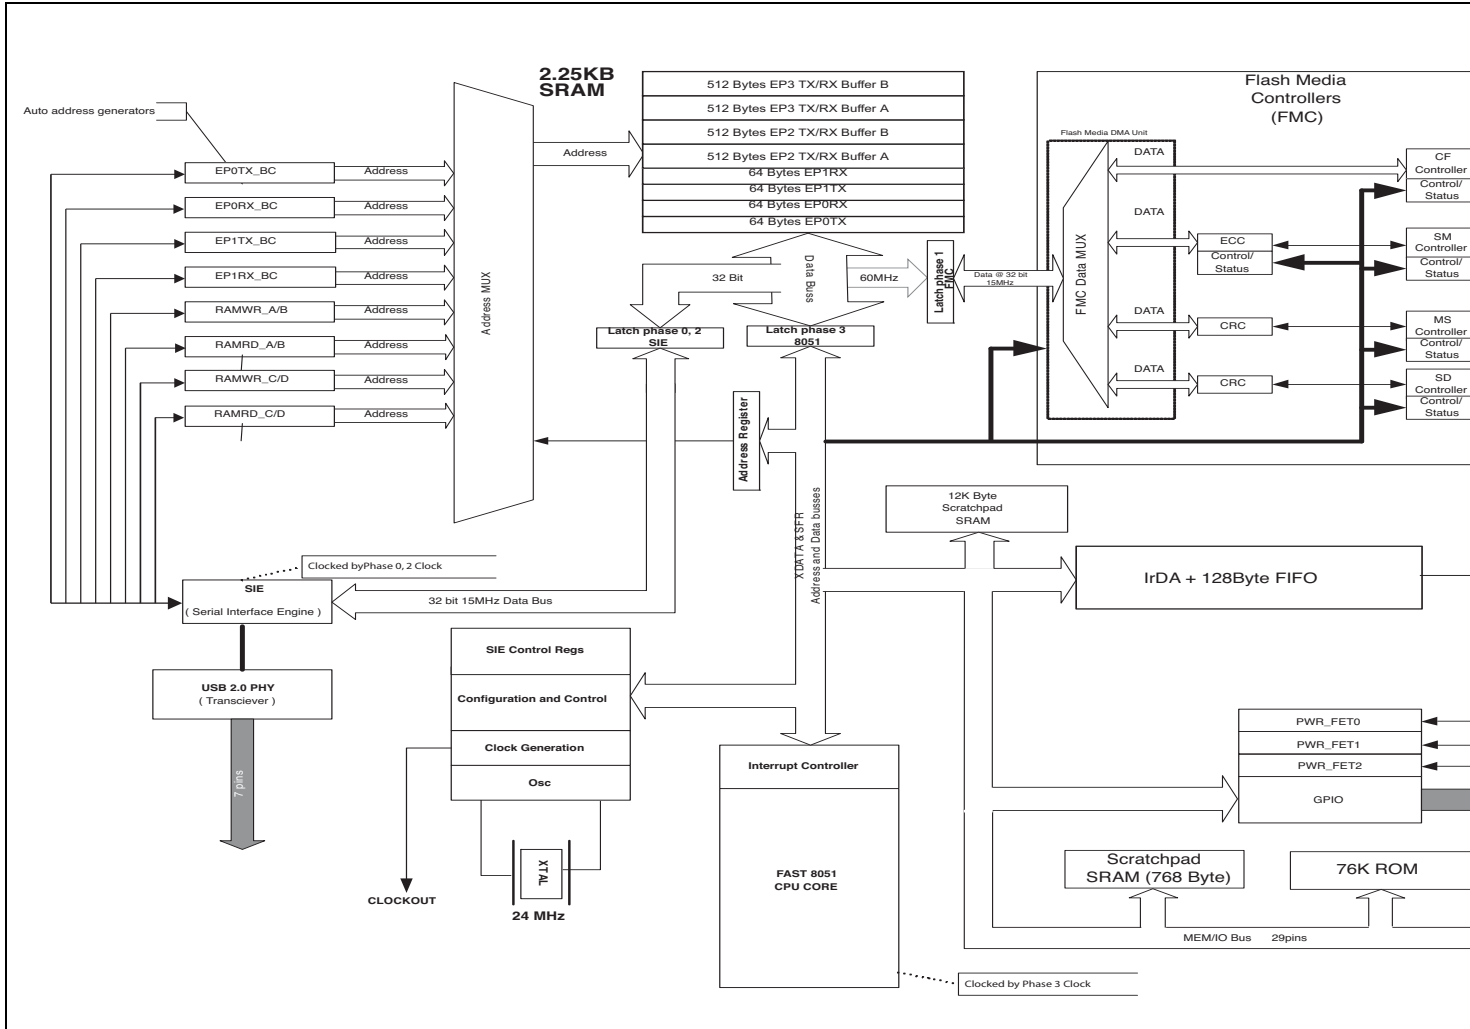 2.25KB
SRAM
Auto address generators
EP0TX_BC
EP0RX_BC
EP1TX_BC
EP1RX_BC
RAMWR_A/B
RAMRD_A/B
RAMWR_C/D
RAMRD_C/D
Address
Address
Address
Address
Address
Address
Address
Address
Address MUX
Address
512 Bytes EP3 TX/RX Buffer B
512 Bytes EP3 TX/RX Buffer A
512 Bytes EP2 TX/RX Buffer B
512 Bytes EP2 TX/RX Buffer A
64 Bytes EP1RX
64 Bytes EP1TX
64 Bytes EP0RX
64 Bytes EP0TX
32 Bit
Data Buss
60MHz
Latch phase 1
FMC
Data @ 32 bit
15MHz
Latch phase 0, 2
SIE
Latch phase 3
8051
Address Register
Flash Media
Controllers
(FMC)
Flash Media DMA Unit
FMC Data MUX
DATA
DATA
DATA
DATA
ECC
Control/
Status
CRC
CRC
CF
Controller
Control/
Status
SM
Controller
Control/
Status
MS
Controller
Control/
Status
SD
Controller
Control/
Status
XDATA & SFR
Address and Data busses
12K Byte
Scratchpad
SRAM
IrDA + 128Byte FIFO
Clocked byPhase 0, 2 Clock
SIE
( Serial Interface Engine )
32 bit 15MHz Data Bus
USB 2.0 PHY
( Transciever )
7 pins
SIE Control Regs
Configuration and Control
Clock Generation
Osc
XTAL
24 MHz
CLOCKOUT
Interrupt Controller
FAST 8051
CPU CORE
Clocked by Phase 3 Clock
PWR_FET0
PWR_FET1
PWR_FET2
GPIO
Scratchpad
SRAM (768 Byte)
76K ROM
MEM/IO Bus 29pins